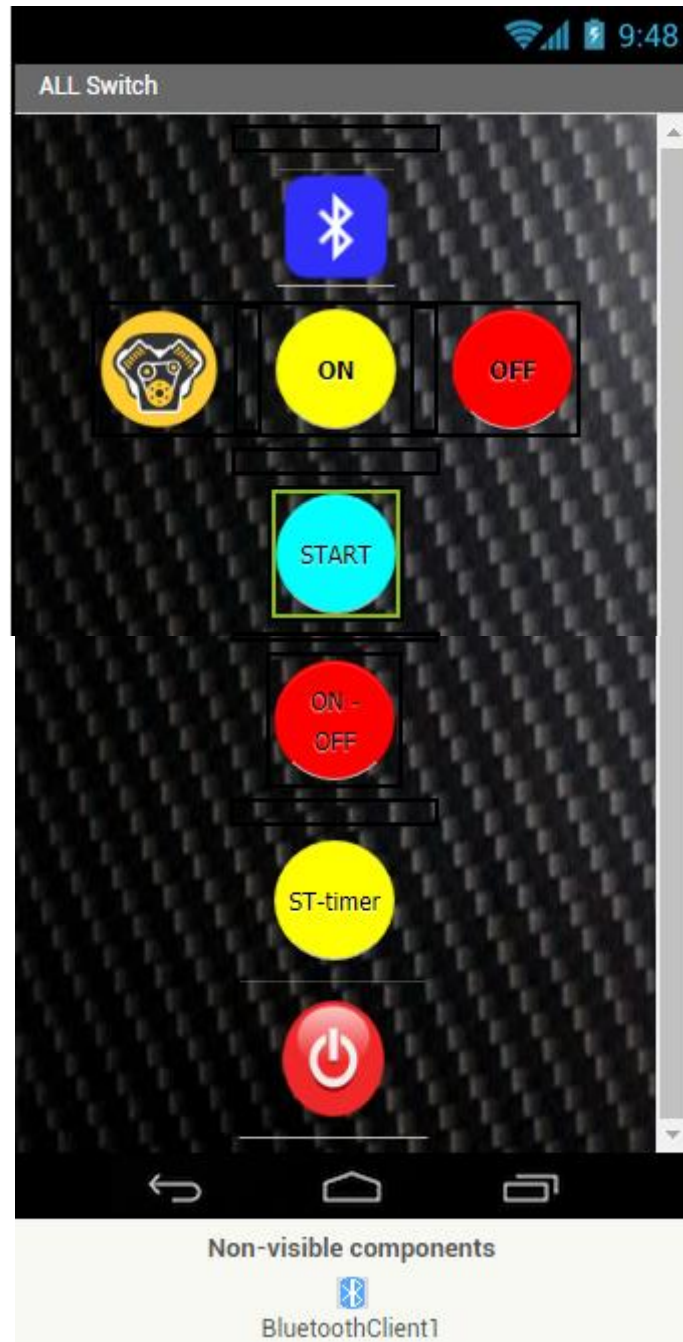 9:48
ALL Switch
ON
OFF
START
ON -
OFF
ST-timer
Non-visible components
BluetoothClient1